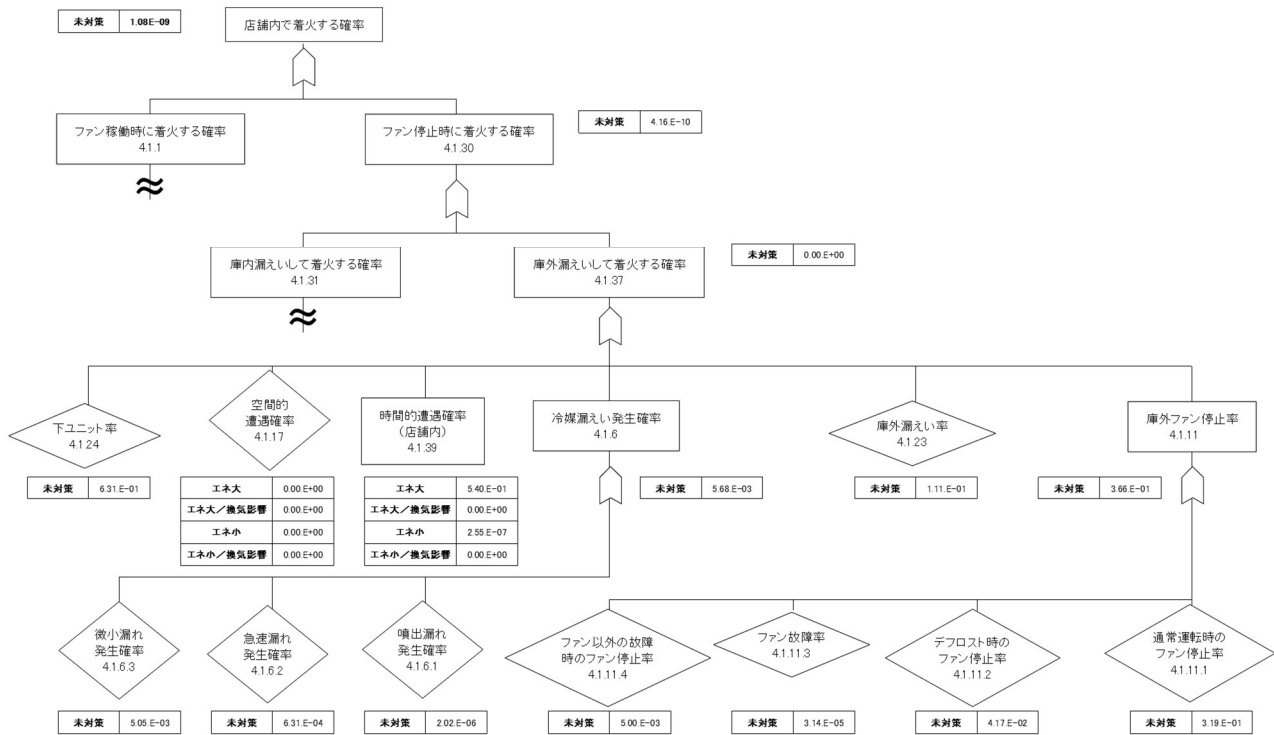 未対策 1.08E-09
店舗内で着火する確率
ファン稼働時に着火する確率
4.1.1
ファン停止時に着火する確率
4.1.30
未対策 4.16.E-10
庫内漏えいして着火する確率
4.1.31
庫外漏えいして着火する確率
4.1.37
未対策 0.00.E+00
下ユニット率
4.1.24
空間的
遭遇確率
4.1.17
時間的遭遇確率
(店舗内)
4.1.39
冷媒漏えい発生確率
4.1.6
庫外漏えい率
4.1.23
庫外ファン停止率
4.1.11
未対策 6.31.E-01
エネ大 0.00.E+00
エネ大／換気影響 0.00.E+00
エネ小 0.00.E+00
エネ小／換気影響 0.00.E+00
エネ大 5.40.E-01
エネ大／換気影響 0.00.E+00
エネ小 2.55.E-07
エネ小／換気影響 0.00.E+00
未対策 5.68.E-03
未対策 1.11.E-01
未対策 3.66.E-01
微小漏れ
発生確率
4.1.6.3
急速漏れ
発生確率
4.1.6.2
噴出漏れ
発生確率
4.1.6.1
ファン以外の故障
時のファン停止率
4.1.11.4
ファン故障率
4.1.11.3
デフロスト時の
ファン停止率
4.1.11.2
通常運転時の
ファン停止率
4.1.11.1
未対策 5.05.E-03
未対策 6.31.E-04
未対策 2.02.E-06
未対策 5.00.E-03
未対策 3.14.E-05
未対策 4.17.E-02
未対策 3.19.E-01